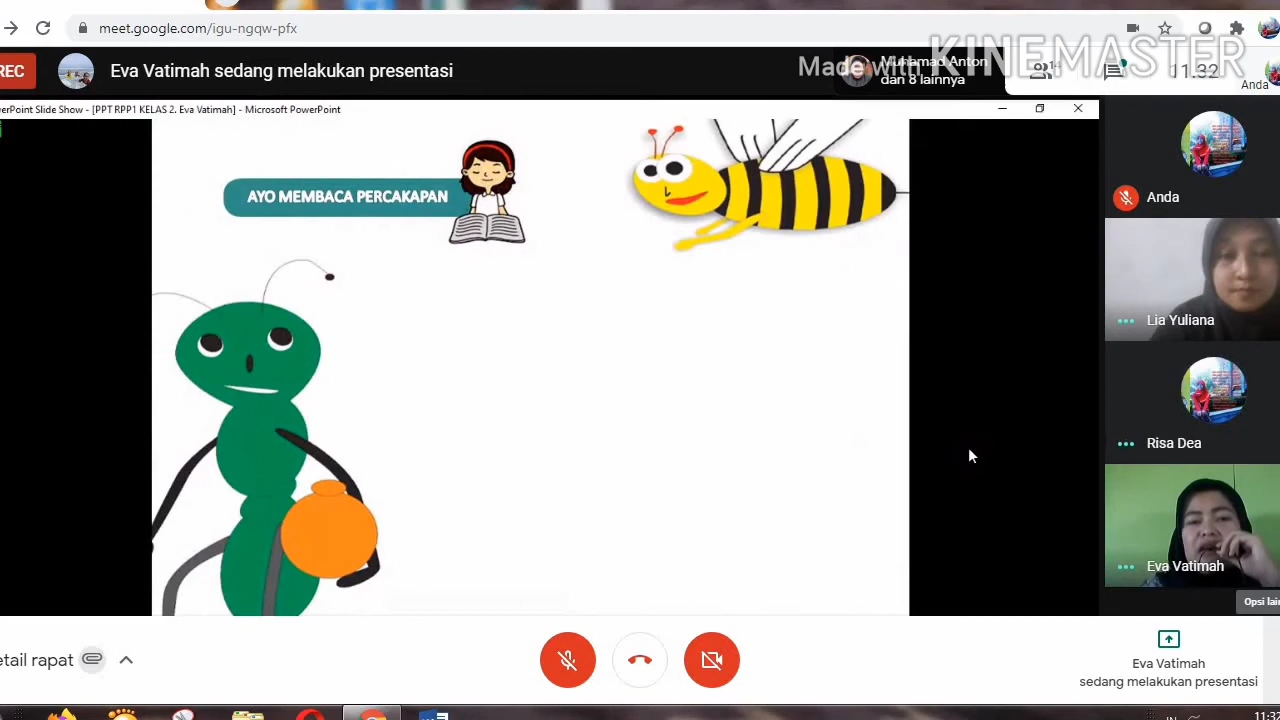 meet.google.com/igu-ngqw-pfx
Made with KINEMASTER
REC
Eva Vatimah sedang melakukan presentasi
Muhamad Anton
dan 8 lainnya
11.32
Anda
PowerPoint Slide Show - [PPT RPP1 KELAS 2. Eva Vatimah] - Microsoft PowerPoint
AYO MEMBACA PERCAKAPAN
Anda
Lia Yuliana
Risa Dea
Eva Vatimah
Opsi lain
etail rapat
Eva Vatimah
sedang melakukan presentasi
IN